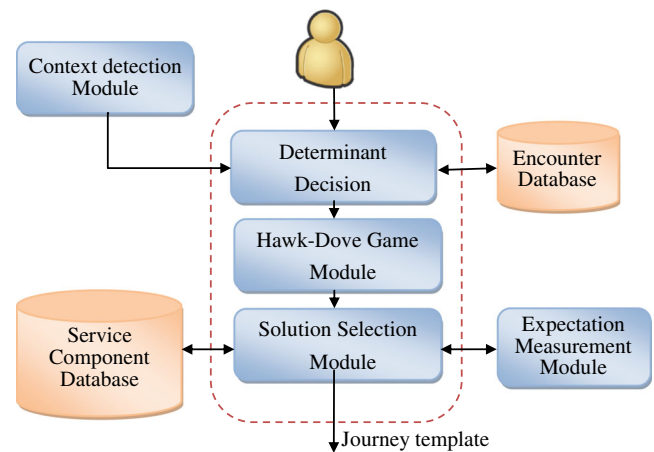 Context detection
Module
Determinant
Decision
Encounter
Database
Hawk-Dove Game
Module
Service
Component
Database
Solution Selection
Module
Expectation
Measurement
Module
Journey template